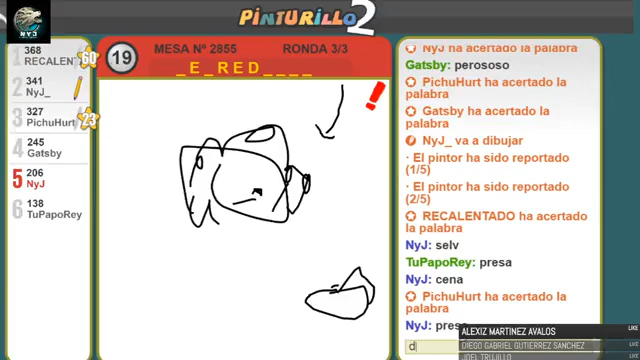 PINTURILLO 2
NyJ
19
MESA Nº 2855
RONDA 3/3
_E_RED____
1
368
RECALENT
60
2
341
NyJ_
3
327
PichuHurt
23
4
245
Gatsby
5
206
NyJ
6
138
TuPapoRey
NyJ ha acertado la palabra
Gatsby: perososo
PichuHurt ha acertado la
palabra
Gatsby ha acertado la
palabra
NyJ_ va a dibujar
· El pintor ha sido reportado
(1/5)
· El pintor ha sido reportado
(2/5)
RECALENTADO ha acertado la
palabra
NyJ: selv
TuPapoRey: presa
NyJ: cena
PichuHurt ha acertado la
NyJ: pres
d
ALEXIZ MARTINEZ AVALOS
LIKE
DIEGO GABRIEL GUTIERREZ SANCHEZ
LIKE
JOEL TRUJILLO
LIKE